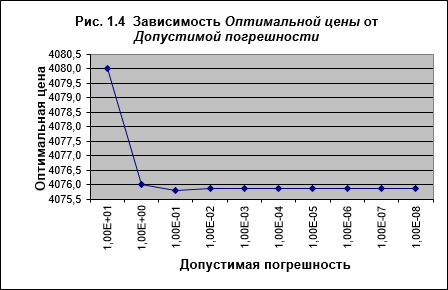 Рис. 1.4 Зависимость Оптимальной цены от
Допустимой погрешности
Оптимальная цена
4080,5
4080,0
4079,5
4079,0
4078,5
4078,0
4077,5
4077,0
4076,5
4076,0
4075,5
1,00E+01
1,00E+00
1,00E-01
1,00E-02
1,00E-03
1,00E-04
1,00E-05
1,00E-06
1,00E-07
1,00E-08
Допустимая погрешность